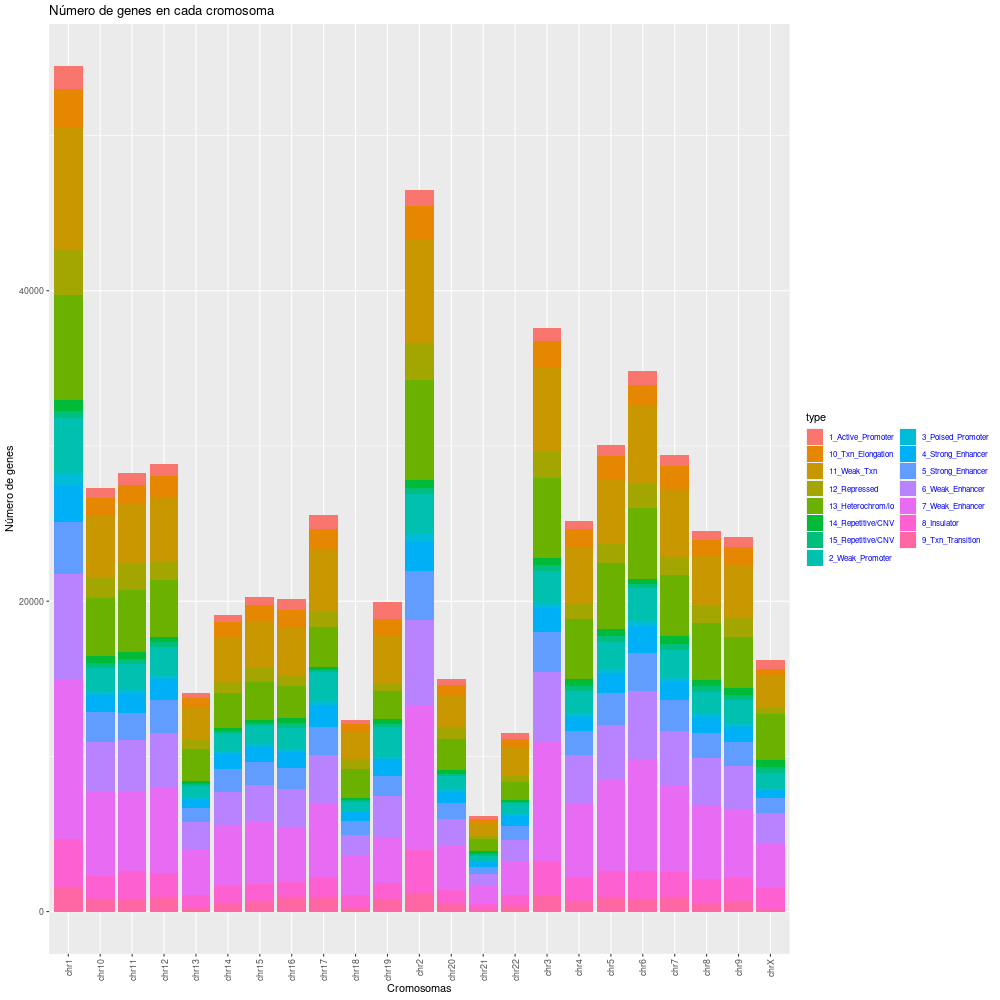 Número de genes en cada cromosoma
Número de genes
40000
20000
0
chr1
chr10
chr11
chr12
chr13
chr14
chr15
chr16
chr17
chr18
chr19
chr2
chr20
chr21
chr22
chr3
chr4
chr5
chr6
chr7
chr8
chr9
chrX
Cromosomas
type
1_Active_Promoter
10_Txn_Elongation
11_Weak_Txn
12_Repressed
13_Heterochrom/lo
14_Repetitive/CNV
15_Repetitive/CNV
2_Weak_Promoter
3_Poised_Promoter
4_Strong_Enhancer
5_Strong_Enhancer
6_Weak_Enhancer
7_Weak_Enhancer
8_Insulator
9_Txn_Transition